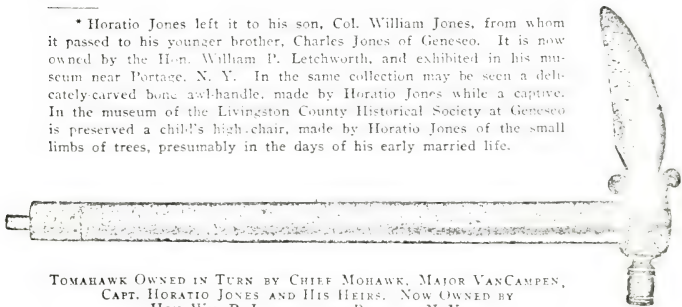 * Horatio Jones left it to his son, Col. William Jones, from whom
it passed to his younger brother, Charles Jones of Geneseo. It is now
owned by the Hon. William P. Letchworth, and exhibited in his mu-
seum near Portage, N. Y. In the same collection may be seen a deli-
cately-carved bone awl-handle, made by Horatio Jones while a captive.
In the museum of the Livingston County Historical Society at Geneseo
is preserved a child's high-chair, made by Horatio Jones of the small
limbs of trees, presumably in the days of his early married life.
TOMAHAWK OWNED IN TURN BY CHIEF MOHAWK, MAJOR VANCAMPEN,
CAPT. HORATIO JONES AND HIS HEIRS. NOW OWNED BY